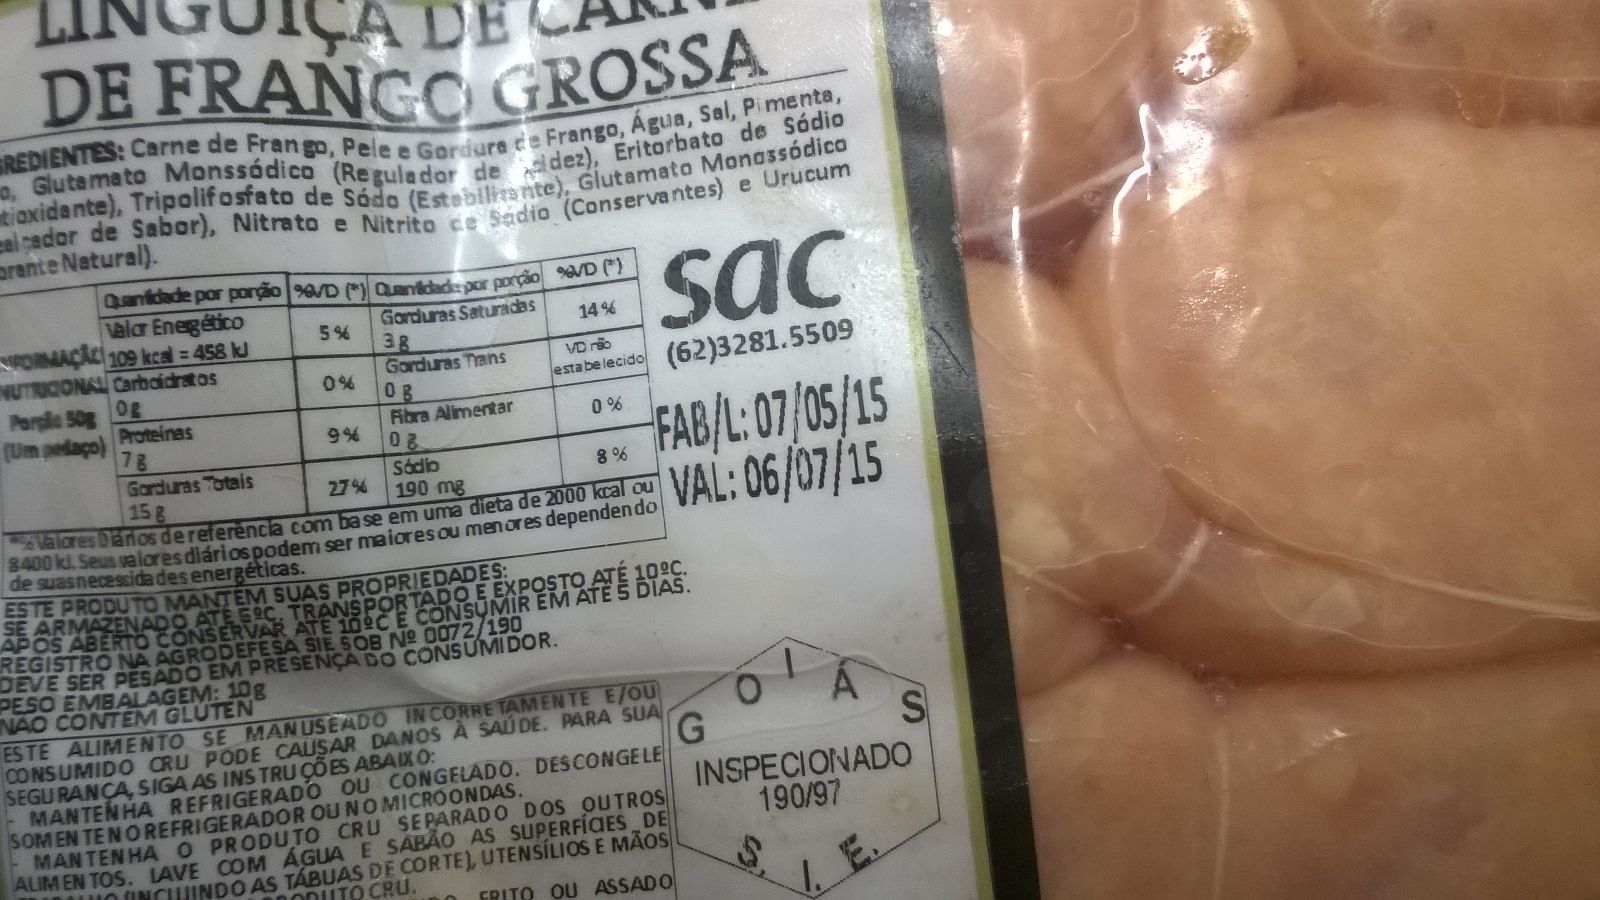 LINGUIÇA DE CARNE
DE FRANGO GROSSA
REDIENTES: Carne de Frango, Pele e Gordura de Frango, Água, Sal, Pimenta,
Glutamato Monssódico (Regulador de Acidez), Eritorbato de Sódio
tioxidante), Tripolifosfato de Sódo (Estabilizante), Glutamato Monossódico
ealçador de Sabor), Nitrato e Nitrito de Sódio (Conservantes) e Urucum
orante Natural).
Quantidade por porção %VD (*) Quantidade por porção %VD (*)
INFORMAÇÃO
NUTRICIONAL
Porção 50g
(Um pedaço)
Valor Energético
109 kcal = 458 kJ 5 %
Gorduras Saturadas
3 g 14 %
Carboidratos
0 g 0 %
Gorduras Trans
0 g VD não
estabelecido
Proteínas
7 g 9 %
Fibra Alimentar
0 g 0 %
Gorduras Totais
15 g 27 %
Sódio
190 mg 8 %
*% Valores Diários de referência com base em uma dieta de 2000 kcal ou
8400 kJ. Seus valores diários podem ser maiores ou menores dependendo
de suas necessidades energéticas.
sac
(62)3281.5509
FAB/L: 07/05/15
VAL: 06/07/15
ESTE PRODUTO MANTÉM SUAS PROPRIEDADES:
SE ARMAZENADO ATÉ 5ºC, TRANSPORTADO E EXPOSTO ATÉ 10ºC.
APÓS ABERTO CONSERVAR ATÉ 10ºC E CONSUMIR EM ATÉ 5 DIAS.
REGISTRO NA AGRODEFESA SIE SOB Nº 0072/190
DEVE SER PESADO EM PRESENÇA DO CONSUMIDOR.
PESO EMBALAGEM: 10g
NÃO CONTÉM GLÚTEN
ESTE ALIMENTO SE MANUSEADO INCORRETAMENTE E/OU
CONSUMIDO CRU PODE CAUSAR DANOS À SAÚDE. PARA SUA
SEGURANÇA, SIGA AS INSTRUÇÕES ABAIXO:
- MANTENHA REFRIGERADO OU CONGELADO. DESCONGELE
SOMENTE NO REFRIGERADOR OU NO MICROONDAS.
- MANTENHA O PRODUTO CRU SEPARADO DOS OUTROS
ALIMENTOS. LAVE COM ÁGUA E SABÃO AS SUPERFÍCIES DE
(INCLUINDO AS TÁBUAS DE CORTE), UTENSÍLIOS E MÃOS
PRODUTO CRU.
FRITO OU ASSADO
GOIÁS
INSPECIONADO
190/97
S. I. E.